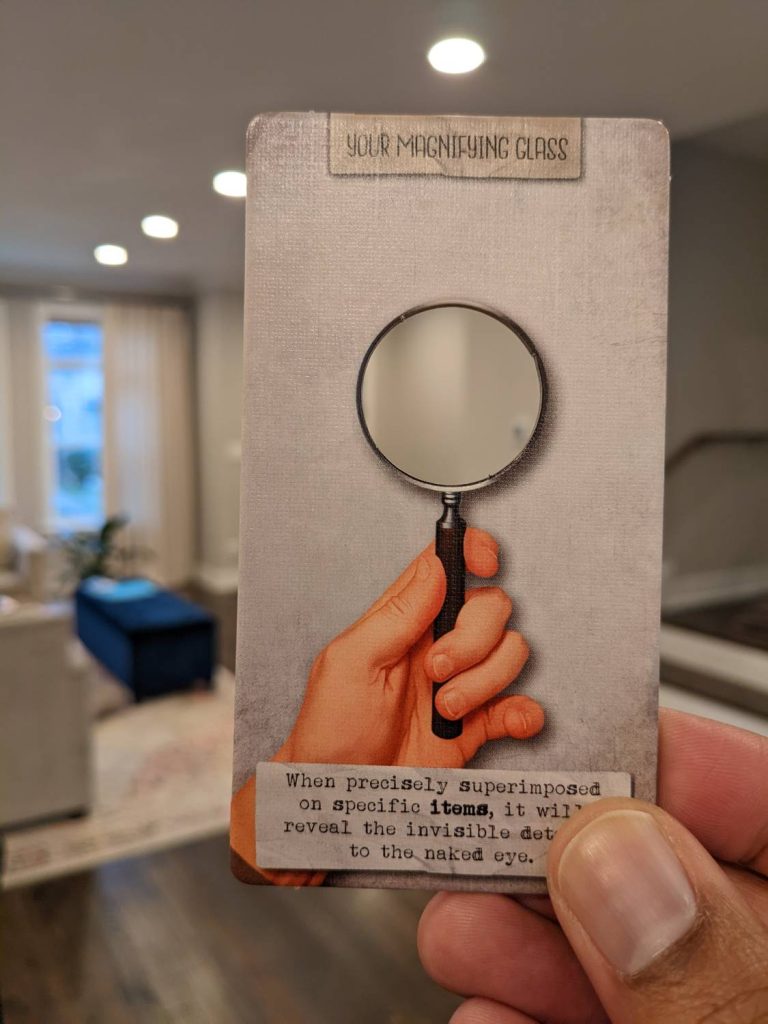 YOUR MAGNIFYING GLASS
When precisely superimposed
on specific items, it
reveal the invisible
to the naked eye.